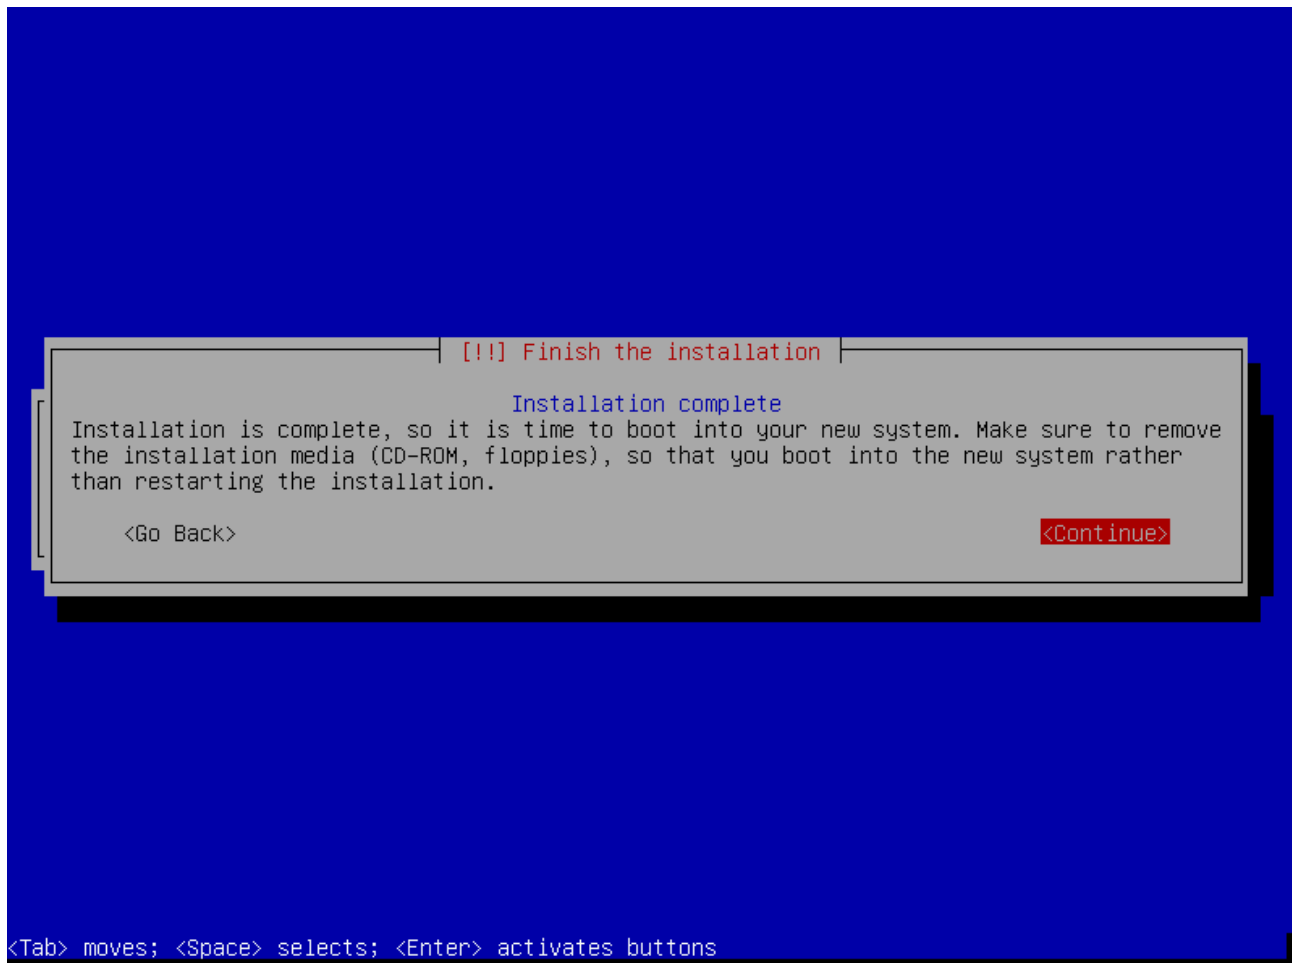 [!!] Finish the installation
Installation complete
Installation is complete, so it is time to boot into your new system. Make sure to remove
the installation media (CD-ROM, floppies), so that you boot into the new system rather
than restarting the installation.
<Go Back> <Continue>
<Tab> moves; <Space> selects; <Enter> activates buttons